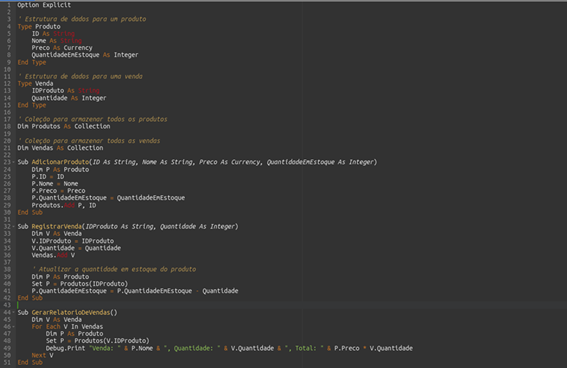 1 Option Explicit
2
3 ' Estrutura de dados para um produto
4 Type Produto
5 ID As String
6 Nome As String
7 Preco As Currency
8 QuantidadeEmEstoque As Integer
9 End Type
10
11 ' Estrutura de dados para uma venda
12 Type Venda
13 IDProduto As String
14 Quantidade As Integer
15 End Type
16
17 ' Coleção para armazenar todos os produtos
18 Dim Produtos As Collection
19
20 ' Coleção para armazenar todas as vendas
21 Dim Vendas As Collection
22
23 Sub AdicionarProduto(ID As String, Nome As String, Preco As Currency, QuantidadeEmEstoque As Integer)
24 Dim P As Produto
25 P.ID = ID
26 P.Nome = Nome
27 P.Preco = Preco
28 P.QuantidadeEmEstoque = QuantidadeEmEstoque
29 Produtos.Add P, ID
30 End Sub
31
32 Sub RegistrarVenda(IDProduto As String, Quantidade As Integer)
33 Dim V As Venda
34 V.IDProduto = IDProduto
35 V.Quantidade = Quantidade
36 Vendas.Add V
37
38 ' Atualizar a quantidade em estoque do produto
39 Dim P As Produto
40 Set P = Produtos(IDProduto)
41 P.QuantidadeEmEstoque = P.QuantidadeEmEstoque - Quantidade
42 End Sub
43
44 Sub GerarRelatorioDeVendas()
45 Dim V As Venda
46 For Each V In Vendas
47 Dim P As Produto
48 Set P = Produtos(V.IDProduto)
49 Debug.Print "Venda: " & P.Nome & ", Quantidade: " & V.Quantidade & ", Total: " & P.Preco * V.Quantidade
50 Next V
51 End Sub